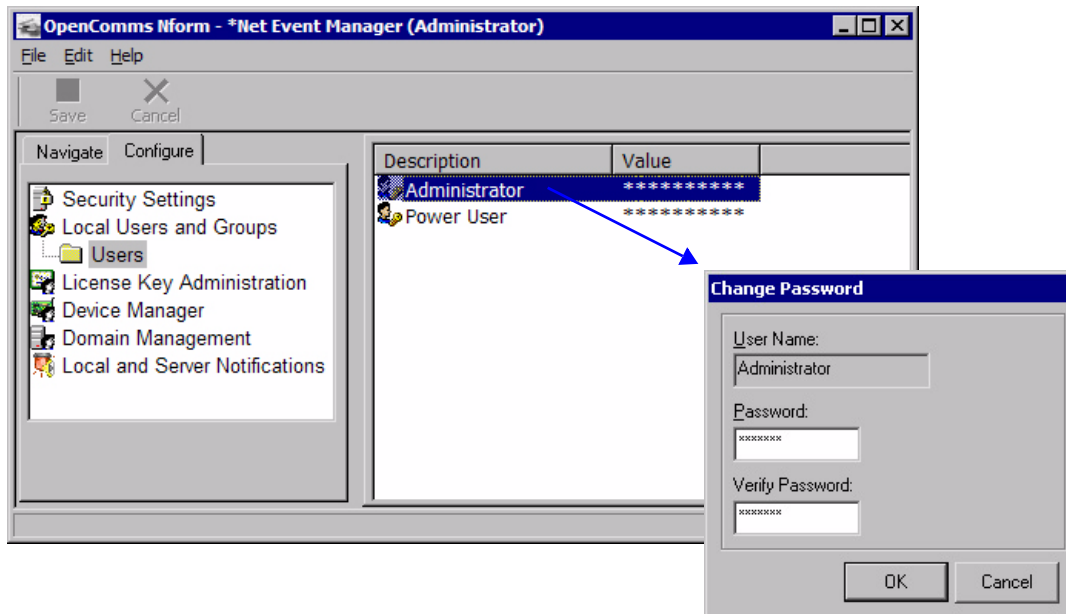 OpenComms Nform - *Net Event Manager (Administrator)
File Edit Help
Save Cancel
Navigate Configure
Security Settings
Local Users and Groups
Users
License Key Administration
Device Manager
Domain Management
Local and Server Notifications
Description Value
Administrator **********
Power User **********
Change Password
User Name:
Administrator
Password:
*******
Verify Password:
*******
OK Cancel